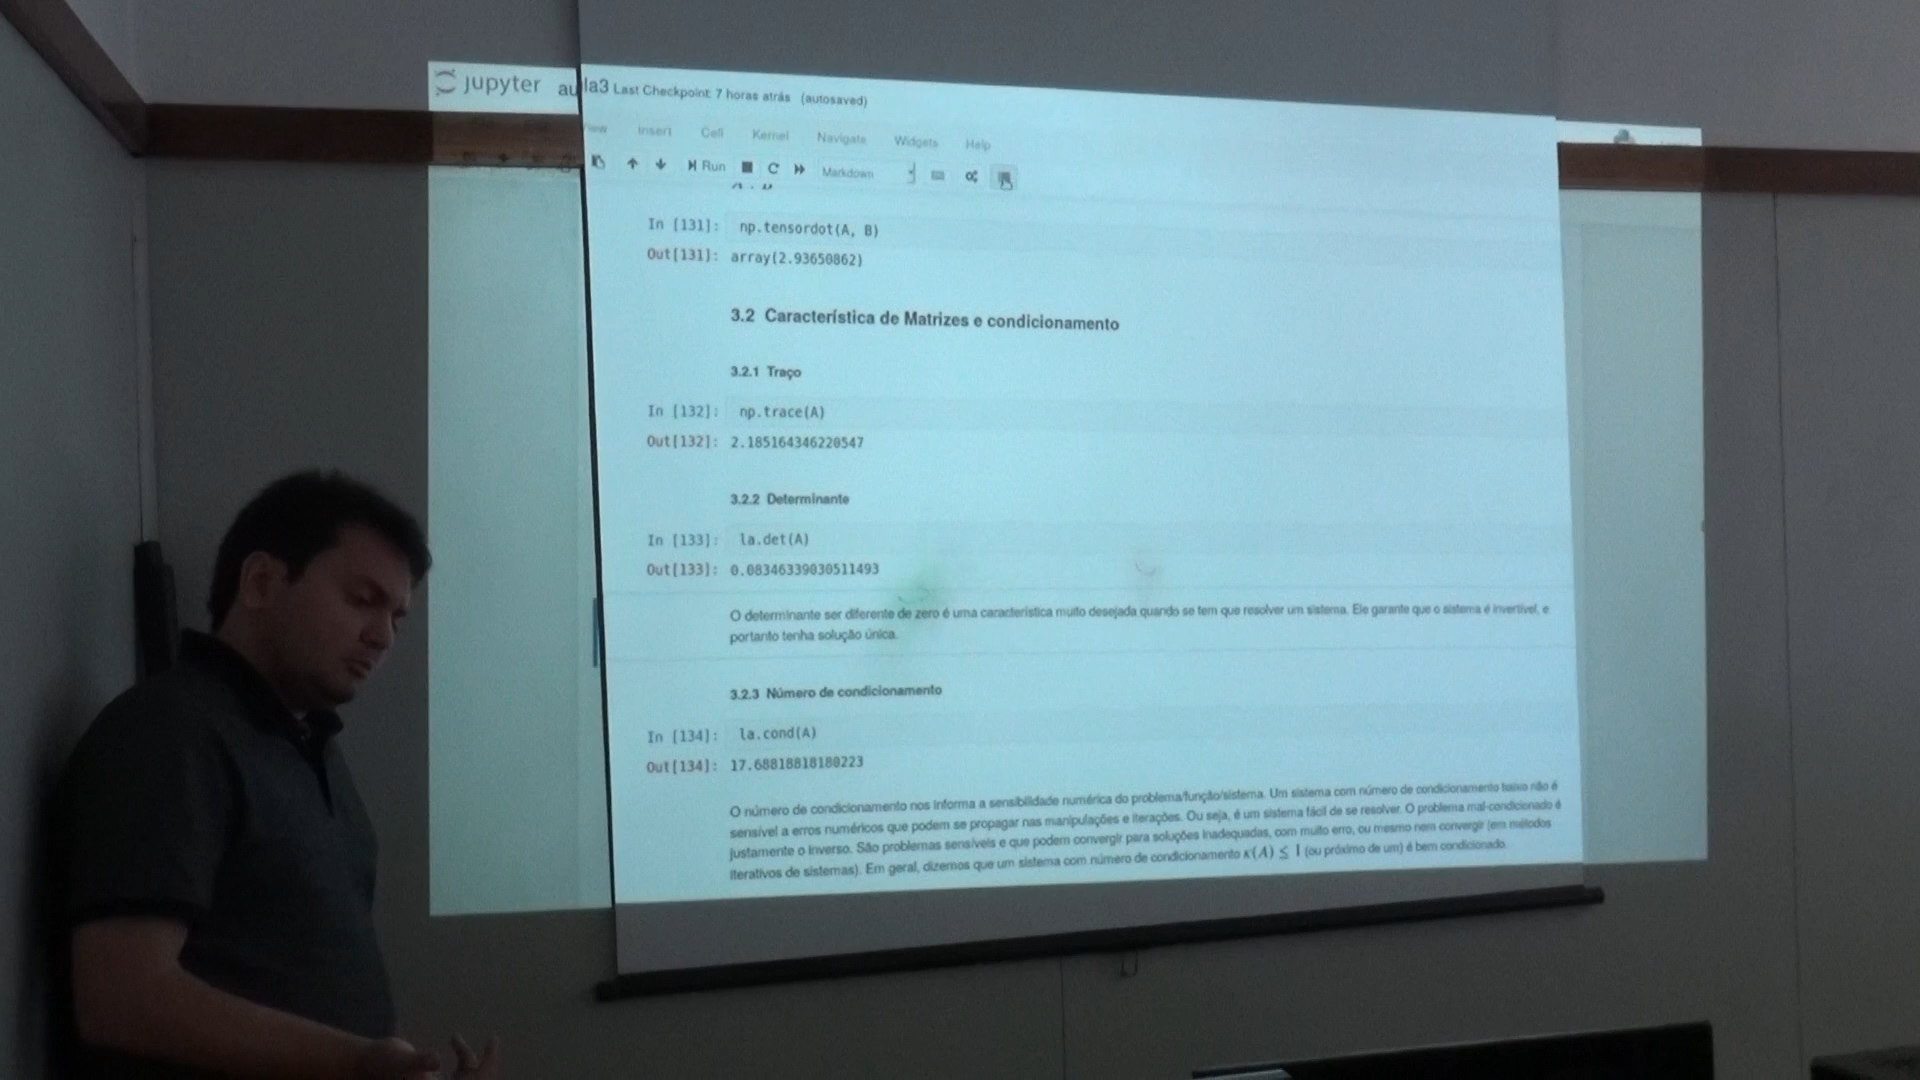 jupyter aula3 Last Checkpoint: 7 horas atrás (autosaved)
View Insert Cell Kernel Navigate Widgets Help
Run Markdown
In [131]: np.tensordot(A, B)
Out[131]: array(2.93650862)
3.2 Característica de Matrizes e condicionamento
3.2.1 Traço
In [132]: np.trace(A)
Out[132]: 2.185164346220547
3.2.2 Determinante
In [133]: la.det(A)
Out[133]: 0.08346339030511493
O determinante ser diferente de zero é uma característica muito desejada quando se tem que resolver um sistema. Ele garante que o sistema é invertível, e
portanto tenha solução única.
3.2.3 Número de condicionamento
In [134]: la.cond(A)
Out[134]: 17.68818818180223
O número de condicionamento nos informa a sensibilidade numérica do problema/função/sistema. Um sistema com número de condicionamento baixo não é
sensível a erros numéricos que podem se propagar nas manipulações e iterações. Ou seja, é um sistema fácil de se resolver. O problema mal-condicionado é
justamente o inverso. São problemas sensíveis e que podem convergir para soluções inadequadas, com muito erro, ou mesmo nem convergir (em métodos
iterativos de sistemas). Em geral, dizemos que um sistema com número de condicionamento κ(A) ≤ 1 (ou próximo de um) é bem condicionado.